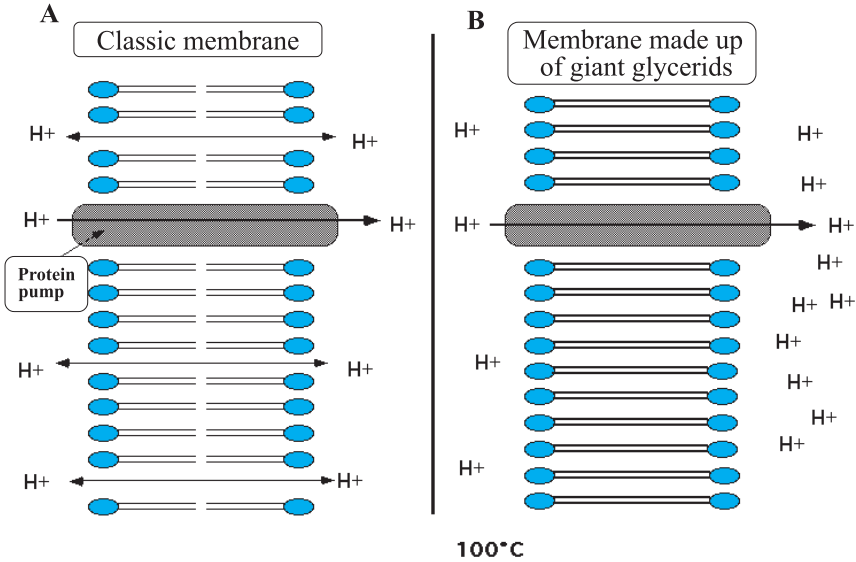 A
Classic membrane
H+
H+
H+
H+
Protein
pump
H+
H+
H+
H+
B
Membrane made up
of giant glycerids
H+
H+
H+
H+
H+
H+
H+
H+
H+
H+
H+
H+
H+
H+
100°C